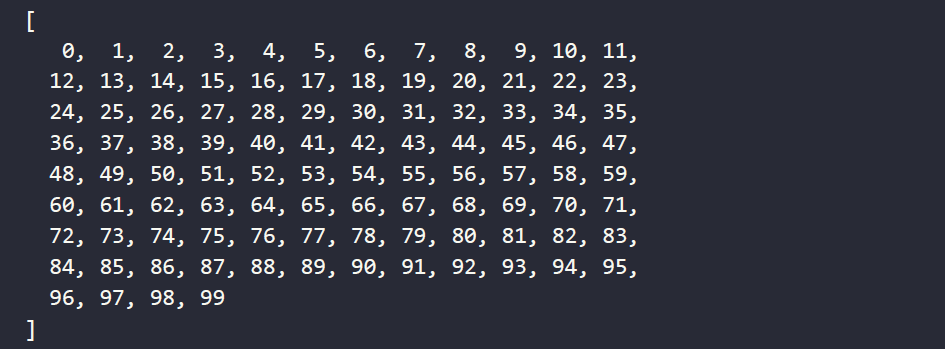 [
0, 1, 2, 3, 4, 5, 6, 7, 8, 9, 10, 11,
12, 13, 14, 15, 16, 17, 18, 19, 20, 21, 22, 23,
24, 25, 26, 27, 28, 29, 30, 31, 32, 33, 34, 35,
36, 37, 38, 39, 40, 41, 42, 43, 44, 45, 46, 47,
48, 49, 50, 51, 52, 53, 54, 55, 56, 57, 58, 59,
60, 61, 62, 63, 64, 65, 66, 67, 68, 69, 70, 71,
72, 73, 74, 75, 76, 77, 78, 79, 80, 81, 82, 83,
84, 85, 86, 87, 88, 89, 90, 91, 92, 93, 94, 95,
96, 97, 98, 99
]